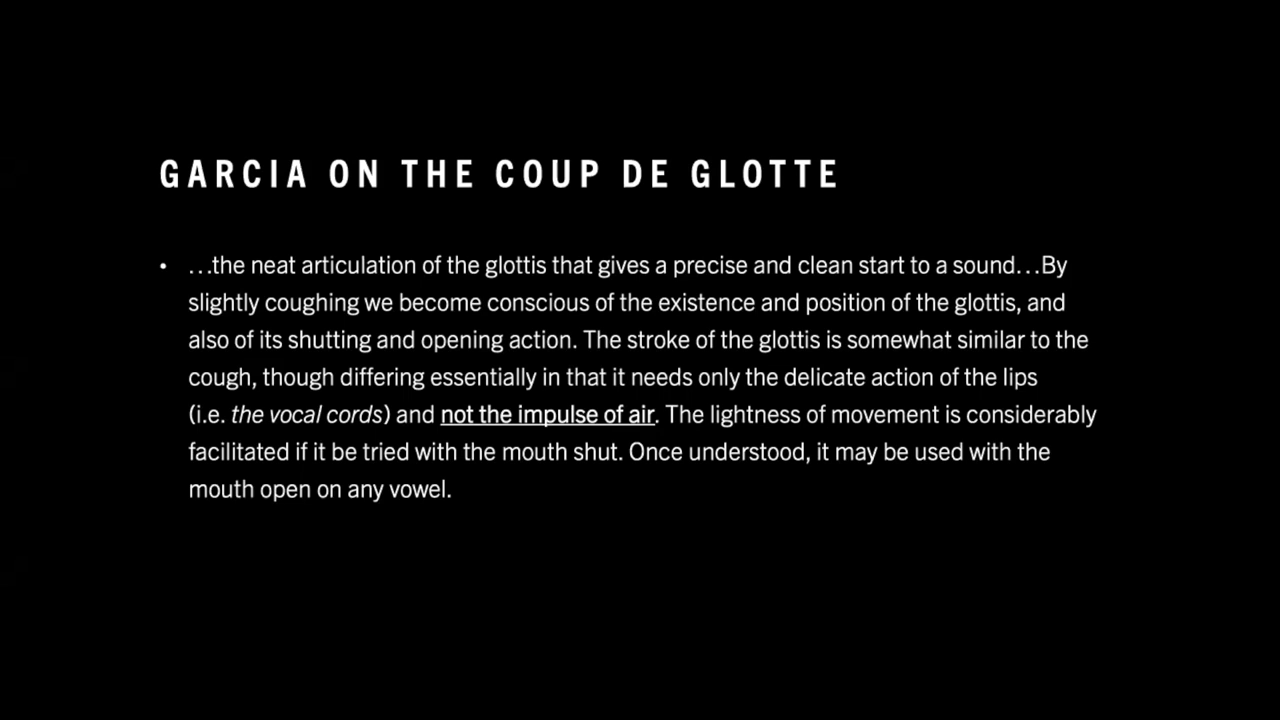 GARCIA ON THE COUP DE GLOTTE
• …the neat articulation of the glottis that gives a precise and clean start to a sound…By
slightly coughing we become conscious of the existence and position of the glottis, and
also of its shutting and opening action. The stroke of the glottis is somewhat similar to the
cough, though differing essentially in that it needs only the delicate action of the lips
(i.e. the vocal cords) and not the impulse of air. The lightness of movement is considerably
facilitated if it be tried with the mouth shut. Once understood, it may be used with the
mouth open on any vowel.